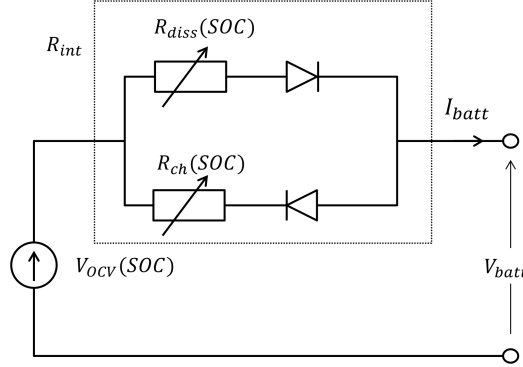 R_diss(SOC)
R_int
I_batt
R_ch(SOC)
V_OCV(SOC)
V_batt